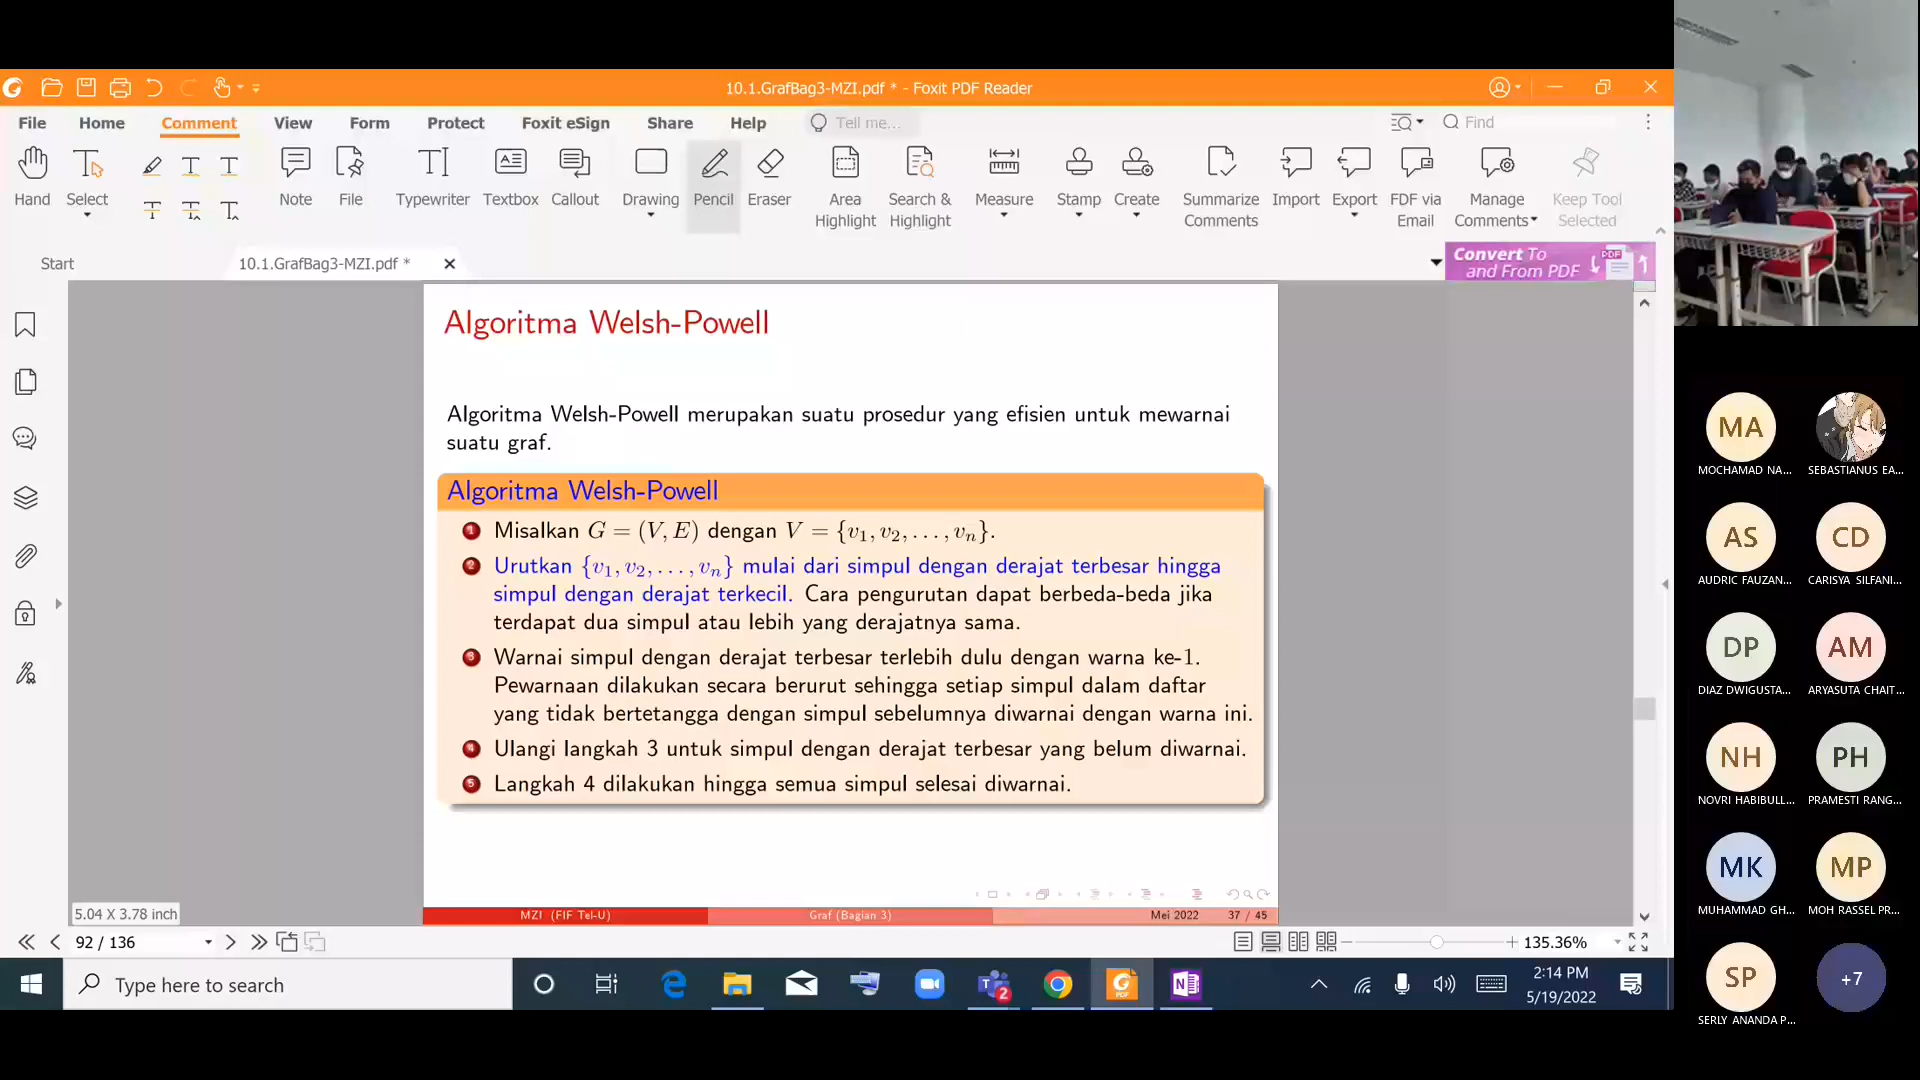 10.1.GrafBag3-MZI.pdf * - Foxit PDF Reader
File Home Comment View Form Protect Foxit eSign Share Help Tell me... Find
Hand Select Note File Typewriter Textbox Callout Drawing Pencil Eraser Area Highlight Search & Highlight Measure Stamp Create Summarize Comments Import Export FDF via Email Manage Comments Keep Tool Selected
Start 10.1.GrafBag3-MZI.pdf *
Convert To
and From PDF
PDF
Algoritma Welsh-Powell
Algoritma Welsh-Powell merupakan suatu prosedur yang efisien untuk mewarnai
suatu graf.
Algoritma Welsh-Powell
1 Misalkan G = (V, E) dengan V = {v₁, v₂, . . . , vₙ}.
2 Urutkan {v₁, v₂, . . . , vₙ} mulai dari simpul dengan derajat terbesar hingga
simpul dengan derajat terkecil. Cara pengurutan dapat berbeda-beda jika
terdapat dua simpul atau lebih yang derajatnya sama.
3 Warnai simpul dengan derajat terbesar terlebih dulu dengan warna ke-1.
Pewarnaan dilakukan secara berurut sehingga setiap simpul dalam daftar
yang tidak bertetangga dengan simpul sebelumnya diwarnai dengan warna ini.
4 Ulangi langkah 3 untuk simpul dengan derajat terbesar yang belum diwarnai.
5 Langkah 4 dilakukan hingga semua simpul selesai diwarnai.
MZI (FIF Tel-U) Graf (Bagian 3) Mei 2022 37 / 45
5.04 X 3.78 inch
92 / 136 135.36%
Type here to search
2
2:14 PM
5/19/2022
MA
MOCHAMAD NA... SEBASTIANUS EA...
AS CD
AUDRIC FAUZAN... CARISYA SILFANI...
DP AM
DIAZ DWIGUSTA... ARYASUTA CHAIT...
NH PH
NOVRI HABIBULL... PRAMESTI RANG...
MK MP
MUHAMMAD GH... MOH RASSEL PR...
SP +7
SERLY ANANDA P...